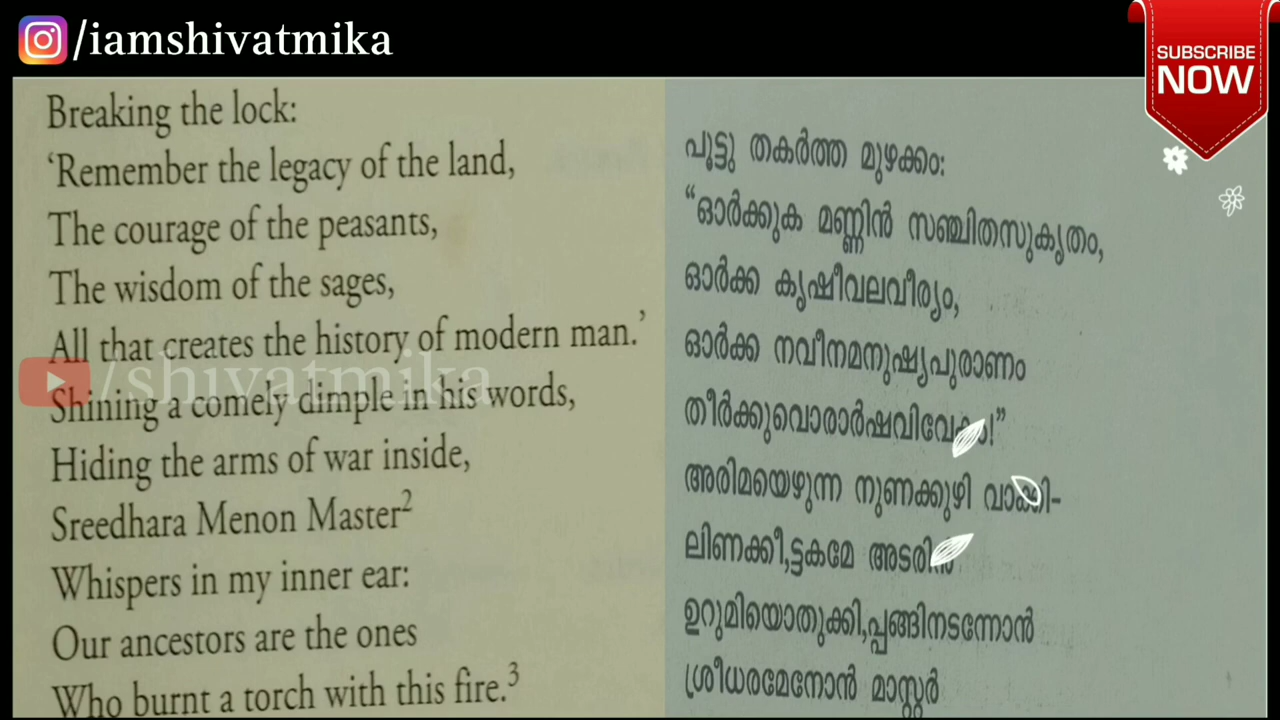 /iamshivatmika
SUBSCRIBE
NOW
Breaking the lock:
‘Remember the legacy of the land,
The courage of the peasants,
The wisdom of the sages,
All that creates the history of modern man.’
/shivatmika
Shining a comely dimple in his words,
Hiding the arms of war inside,
Sreedhara Menon Master²
Whispers in my inner ear:
Our ancestors are the ones
Who burnt a torch with this fire.³
പൂട്ടു തകർത്ത മുഴക്കം:
“ഓർക്കുക മണ്ണിൻ സഞ്ചിതസുകൃതം,
ഓർക്ക കൃഷീവലവീര്യം,
ഓർക്ക നവീനമനുഷ്യപുരാണം
അരിമയെഴുന്ന നുണക്കുഴി
ലിണക്കീ,ട്ടകമേ
ഉറുമിയൊതുക്കി,പ്പങ്ങിനടന്നോൻ
ശ്രീധരമേനോൻ മാസ്റ്റർ